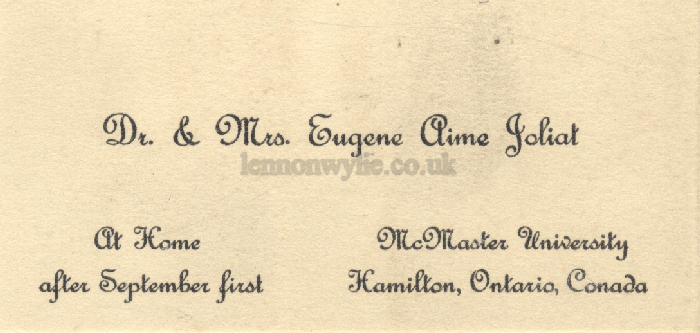 Dr. & Mrs. Eugene Aime Joliat
lennonwylie.co.uk
At Home
after September first
McMaster University
Hamilton, Ontario, Conada